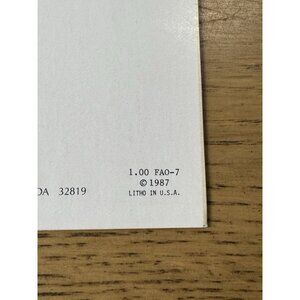 1.00 FAO-7
© 1987
DA 32819
LITHO IN U.S.A.